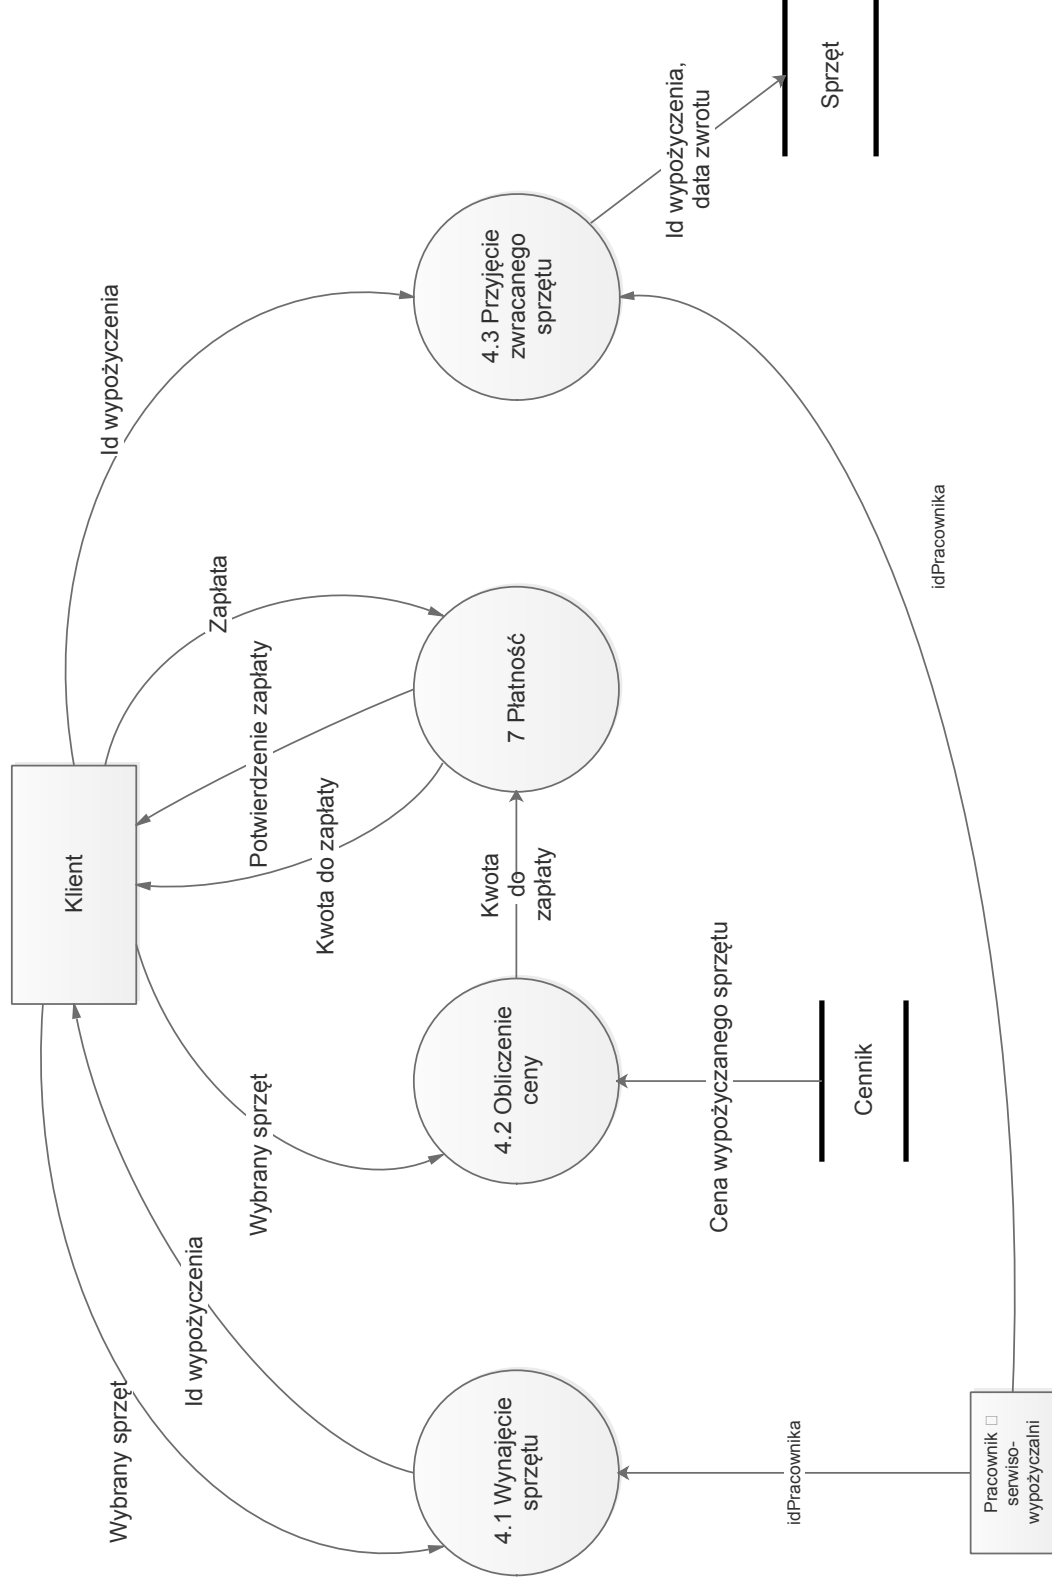 Klient
Wybrany sprzęt
Id wypożyczenia
Wybrany sprzęt
Kwota do zapłaty
Potwierdzenie zapłaty
Zapłata
Id wypożyczenia
4.1 Wynajęcie
sprzętu
4.2 Obliczenie
ceny
Kwota
do
zapłaty
7 Płatność
4.3 Przyjęcie
zwracanego
sprzętu
Id wypożyczenia,
data zwrotu
Sprzęt
idPracownika
Cena wypożyczanego sprzętu
Cennik
idPracownika
Pracownik
serwiso-
wypożyczalni